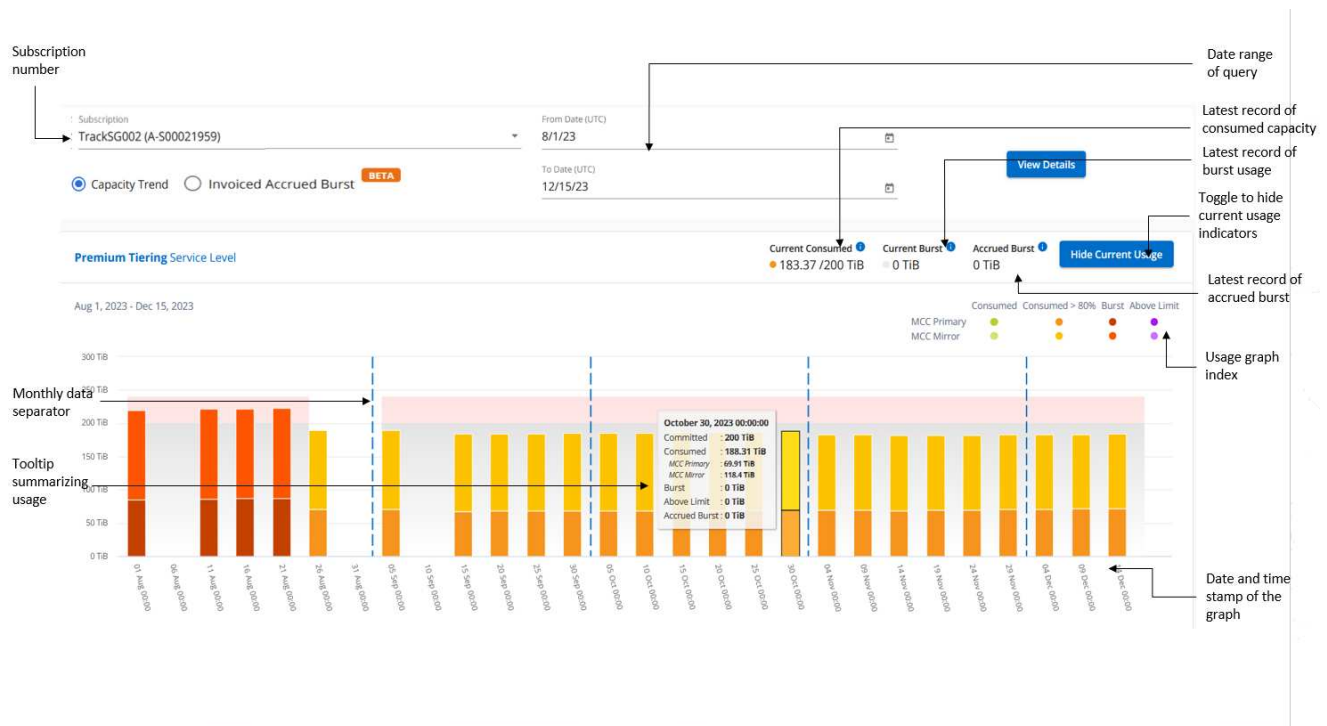 Subscription
number
Date range
of query
Latest record of
consumed capacity
Latest record of
burst usage
Toggle to hide
current usage
indicators
Latest record of
accrued burst
Usage graph
index
Monthly data
separator
Tooltip
summarizing
usage
Date and time
stamp of the
graph
Subscription
TrackSG002 (A-S00021959)
From Date (UTC)
8/1/23
To Date (UTC)
12/15/23
View Details
Capacity Trend
Invoiced Accrued Burst
BETA
Premium Tiering Service Level
Current Consumed
183.37 /200 TiB
Current Burst
0 TiB
Accrued Burst
0 TiB
Hide Current Usage
Aug 1, 2023 - Dec 15, 2023
Consumed Consumed > 80% Burst Above Limit
MCC Primary
MCC Mirror
300 TiB
250 TiB
200 TiB
150 TiB
100 TiB
50 TiB
0 TiB
October 30, 2023 00:00:00
Committed : 200 TiB
Consumed : 188.31 TiB
MCC Primary : 69.91 TiB
MCC Mirror : 118.4 TiB
Burst : 0 TiB
Above Limit : 0 TiB
Accrued Burst : 0 TiB
01 Aug 00:00
06 Aug 00:00
11 Aug 00:00
16 Aug 00:00
21 Aug 00:00
26 Aug 00:00
31 Aug 00:00
05 Sep 00:00
10 Sep 00:00
15 Sep 00:00
20 Sep 00:00
25 Sep 00:00
30 Sep 00:00
05 Oct 00:00
10 Oct 00:00
15 Oct 00:00
20 Oct 00:00
25 Oct 00:00
30 Oct 00:00
04 Nov 00:00
09 Nov 00:00
14 Nov 00:00
19 Nov 00:00
24 Nov 00:00
29 Nov 00:00
04 Dec 00:00
09 Dec 00:00
Dec 00:00